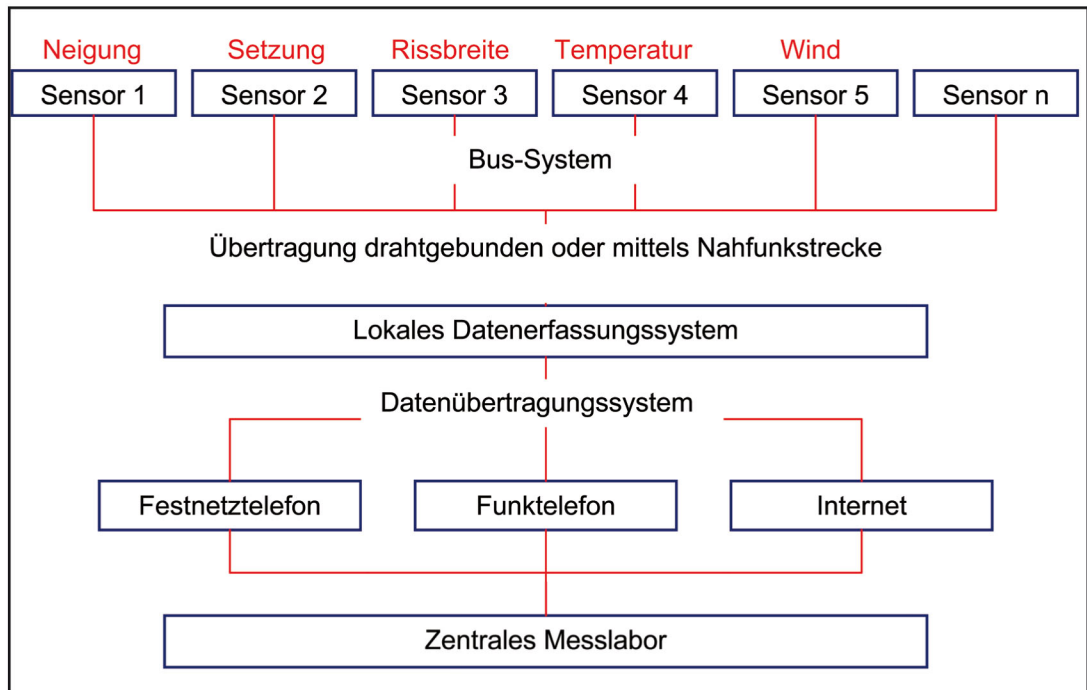 Neigung Setzung Rissbreite Temperatur Wind
Sensor 1 Sensor 2 Sensor 3 Sensor 4 Sensor 5 Sensor n
Bus-System
Übertragung drahtgebunden oder mittels Nahfunkstrecke
Lokales Datenerfassungssystem
Datenübertragungssystem
Festnetztelefon Funktelefon Internet
Zentrales Messlabor